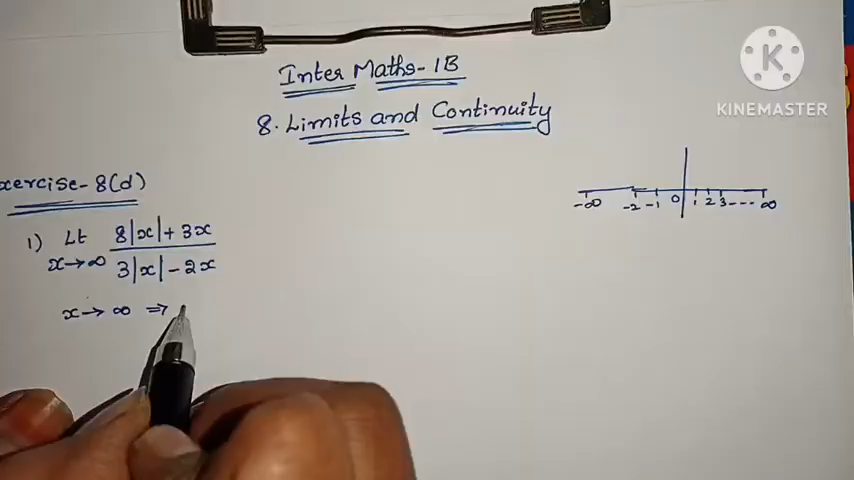 Inter Maths-1B
K
KINEMASTER
8. Limits and Continuity
Exercise-8(d)
-∞ -2 -1 0 1 2 3 --- ∞
1) Lt 8|x|+3x
x→∞ 3|x|-2x
x→∞ ⇒